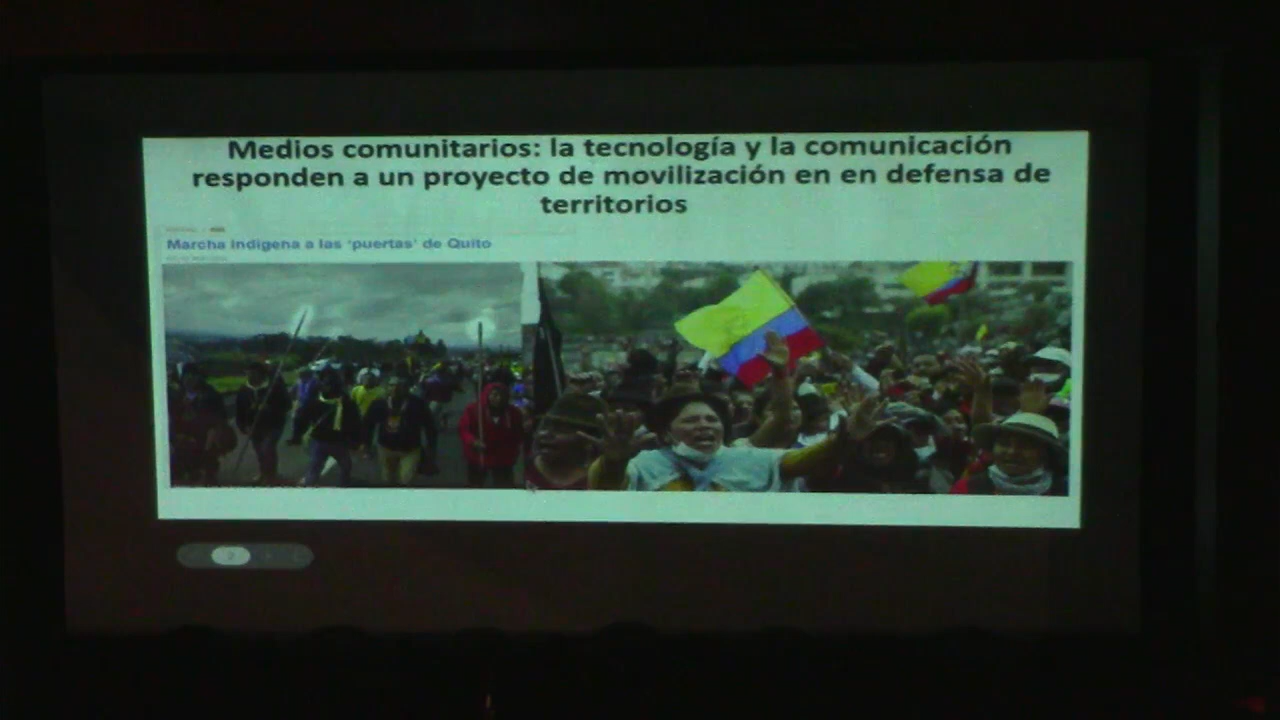 Medios comunitarios: la tecnología y la comunicación
responden a un proyecto de movilización en en defensa de
territorios
Marcha indígena a las 'puertas' de Quito
2